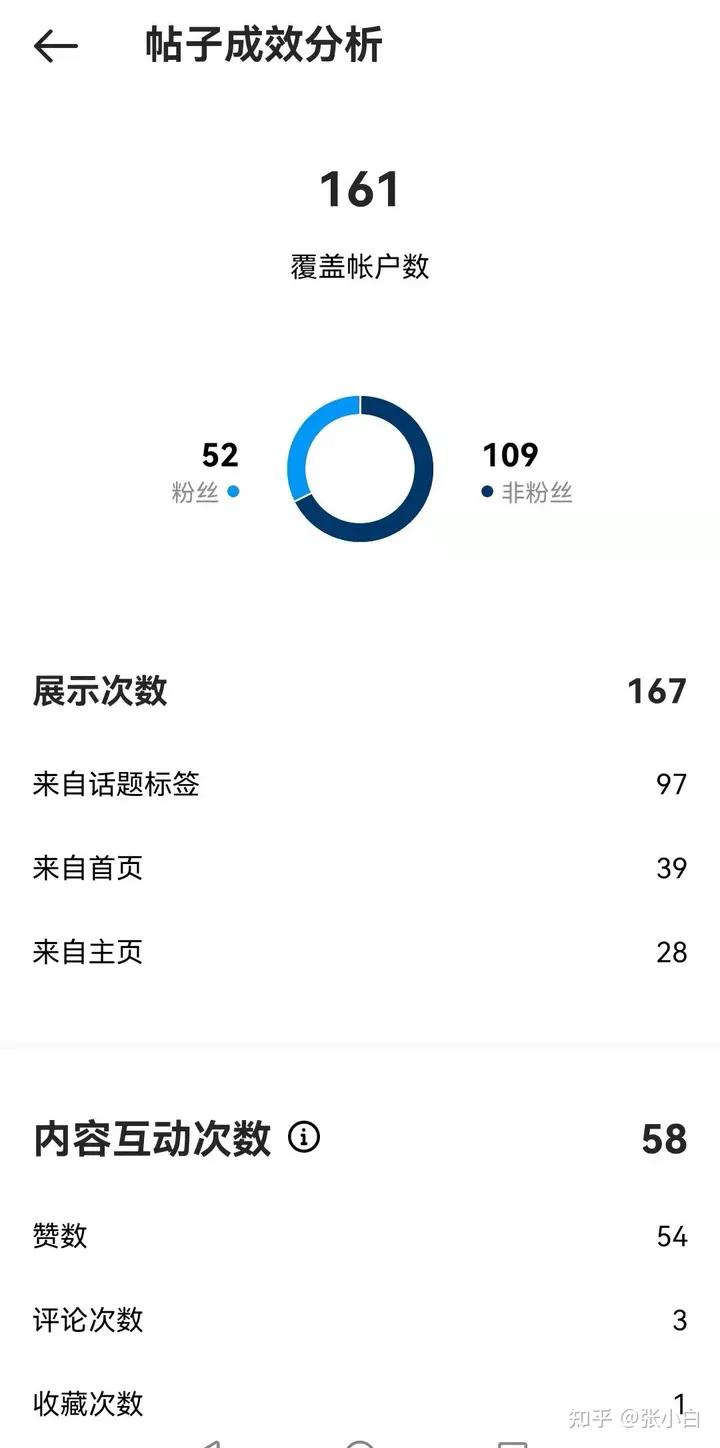 帖子成效分析
161
覆盖帐户数
52
粉丝
109
非粉丝
展示次数 167
来自话题标签 97
来自首页 39
来自主页 28
内容互动次数 58
赞数 54
评论次数 3
收藏次数 1
知乎 @张小白